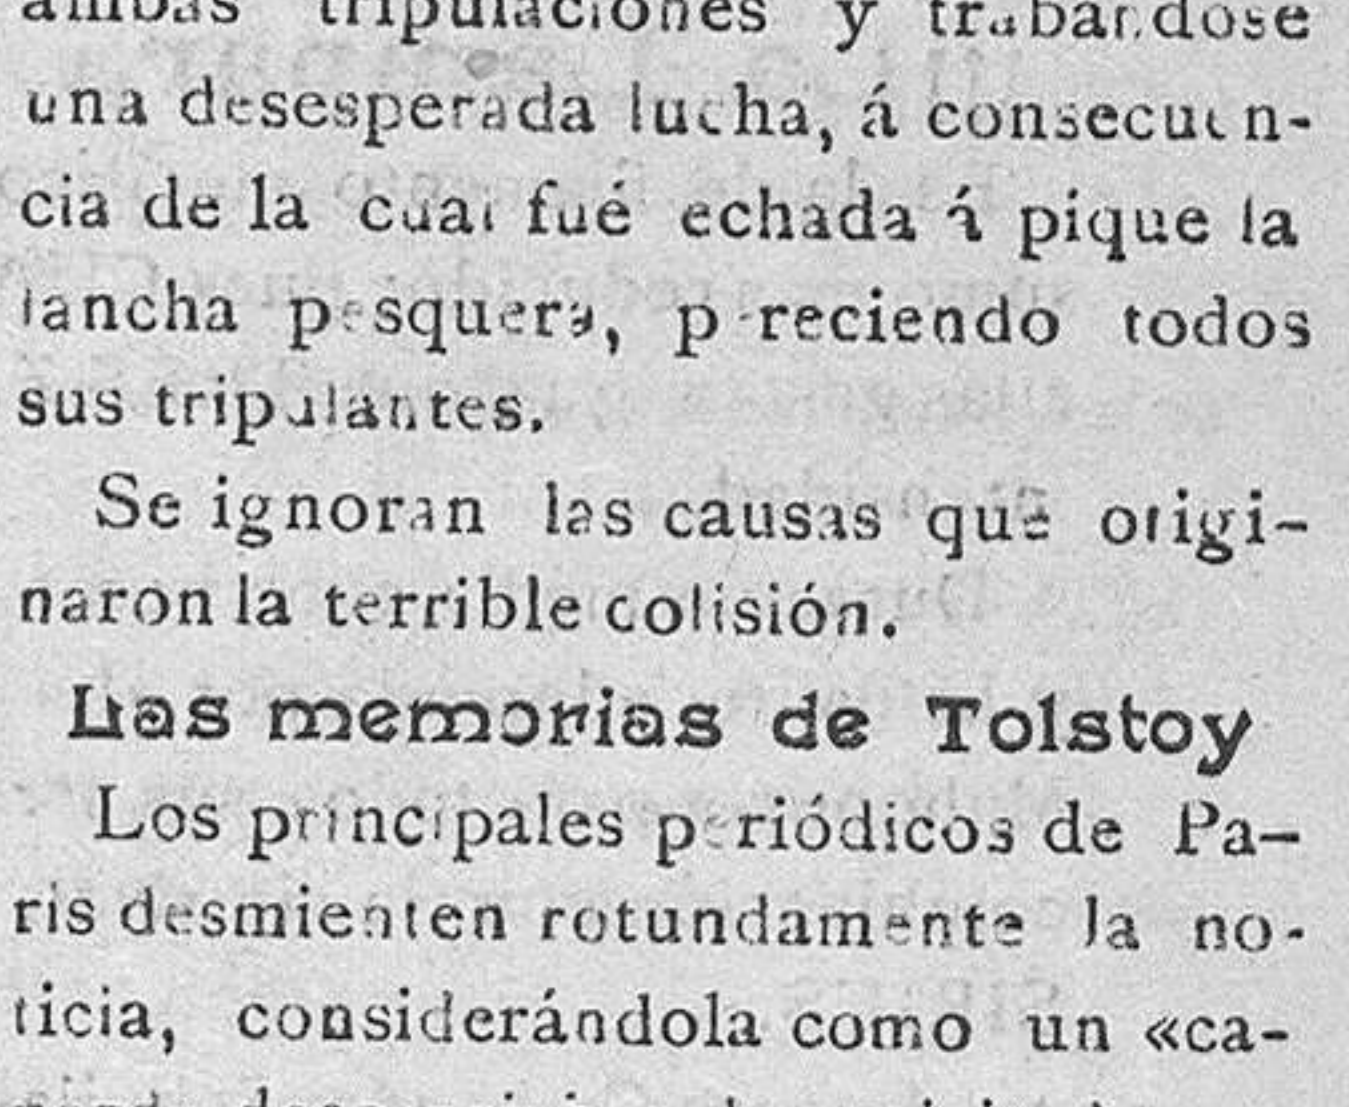 ambas tripulaciones y trabandose
una desesperada lucha, á consecuen-
cia de la cual fué echada á pique la
lancha pesquera, pereciendo todos
sus tripulantes.
Se ignoran las causas que origi-
naron la terrible colisión.
Las memorias de Tolstoy
Los principales periódicos de Pa-
ris desmienten rotundamente la no-
ticia, considerándola como un «ca-